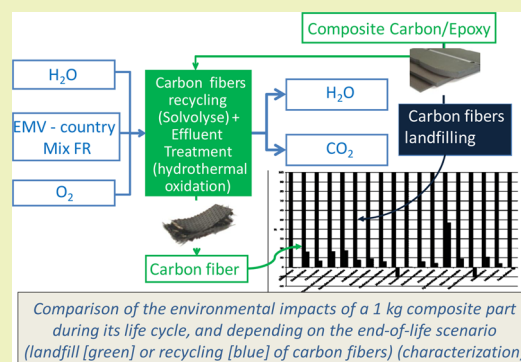 Composite Carbon/Epoxy
H₂O
EMV - country
Mix FR
O₂
Carbon fibers
recycling
(Solvolyse) +
Effluent
Treatment
(hydrothermal
oxidation)
H₂O
CO₂
Carbon fibers
landfilling
Carbon fiber
Comparison of the environmental impacts of a 1 kg composite part
during its life cycle, and depending on the end-of-life scenario
(landfill [green] or recycling [blue] of carbon fibers) (characterization)